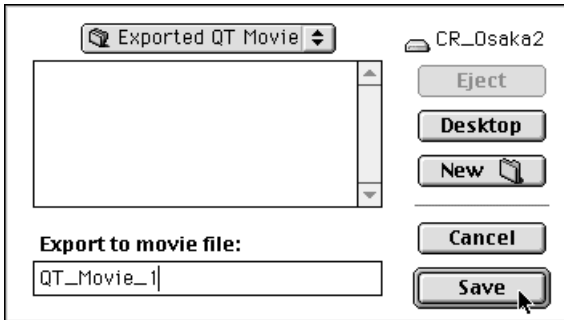 Exported QT Movie
CR_Osaka2
Eject
Desktop
New
Export to movie file:
QT_Movie_1
Cancel
Save